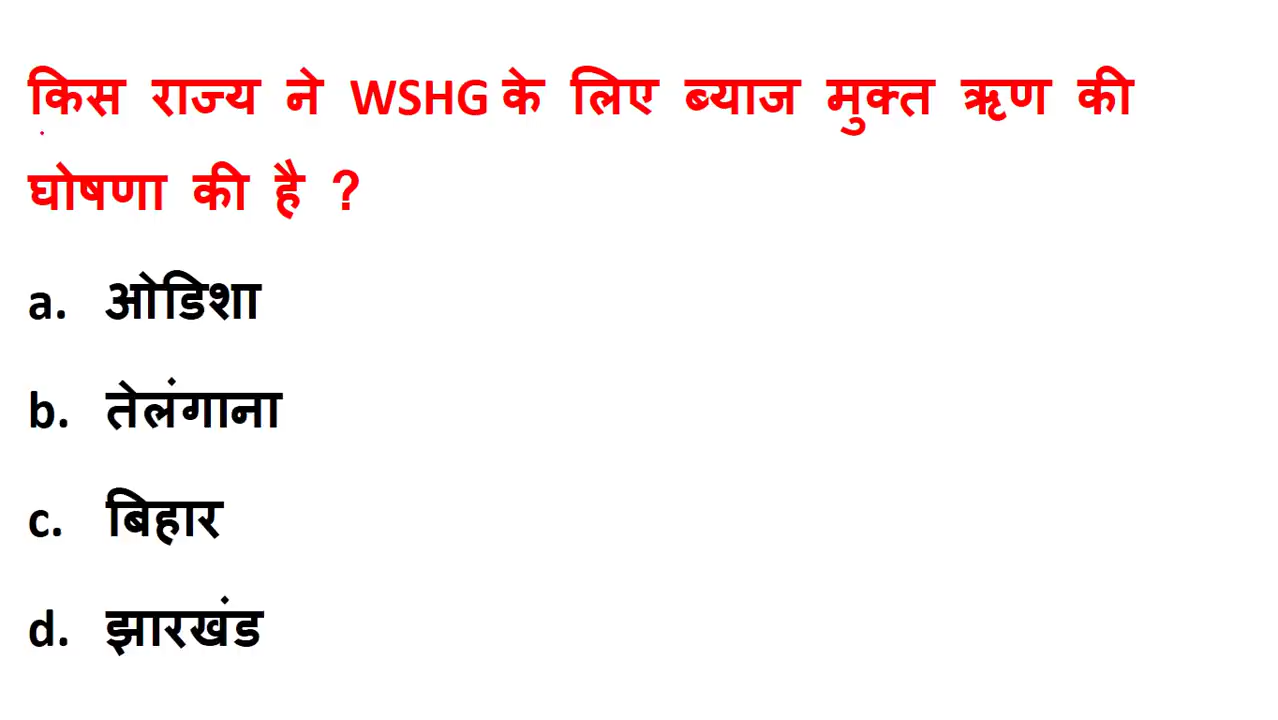 किस राज्य ने WSHG के लिए ब्याज मुक्त ऋण की
घोषणा की है ?
a. ओडिशा
b. तेलंगाना
c. बिहार
d. झारखंड